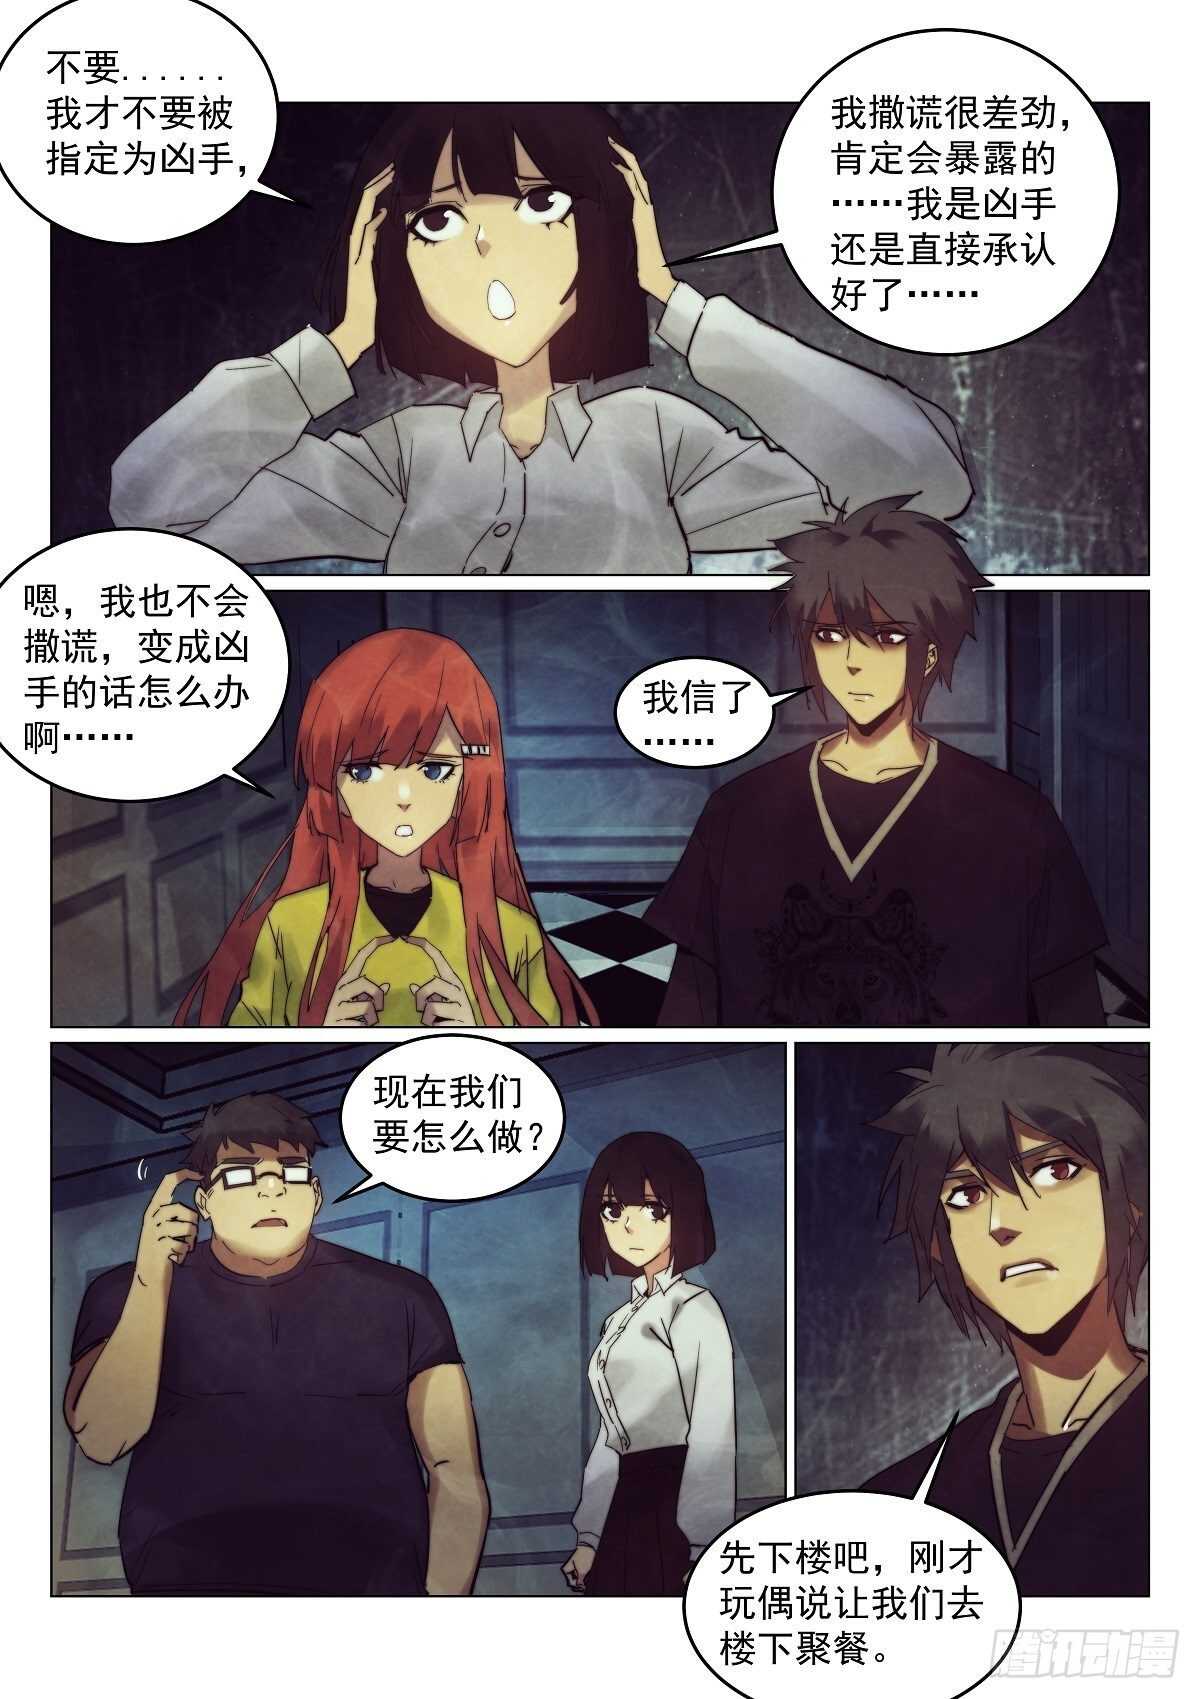 不要......
我才不要被
指定为凶手，
我撒谎很差劲，
肯定会暴露的
……我是凶手
还是直接承认
好了……
嗯，我也不会
撒谎，变成凶
手的话怎么办
啊……
我信了
……
现在我们
要怎么做？
先下楼吧，刚才
玩偶说让我们去
楼下聚餐。
腾讯动漫